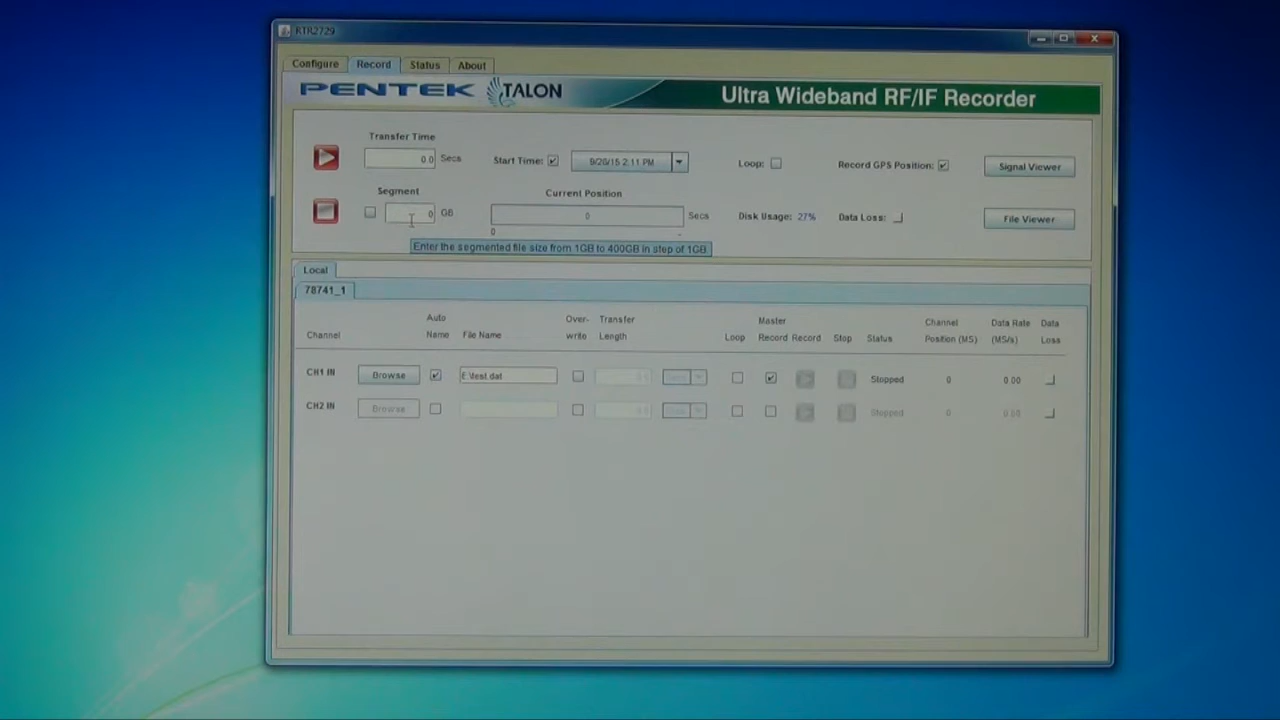 RTR2729
Configure Record Status About
PENTEK TALON Ultra Wideband RF/IF Recorder
Transfer Time
0.0 Secs Start Time: 9/28/15 2:11 PM Loop: Record GPS Position: Signal Viewer
Segment Current Position
0 GB 0 Secs Disk Usage: 27% Data Loss: File Viewer
0
Enter the segmented file size from 1GB to 400GB in step of 1GB
Local
78741_1
Auto Over- Transfer Master Channel Data Rate Data
Channel Name File Name write Length Loop Record Record Stop Status Position (MS) (MS/s) Loss
CH1 IN Browse E:\test.dat Stopped 0 0.00
CH2 IN Browse Stopped 0 0.00